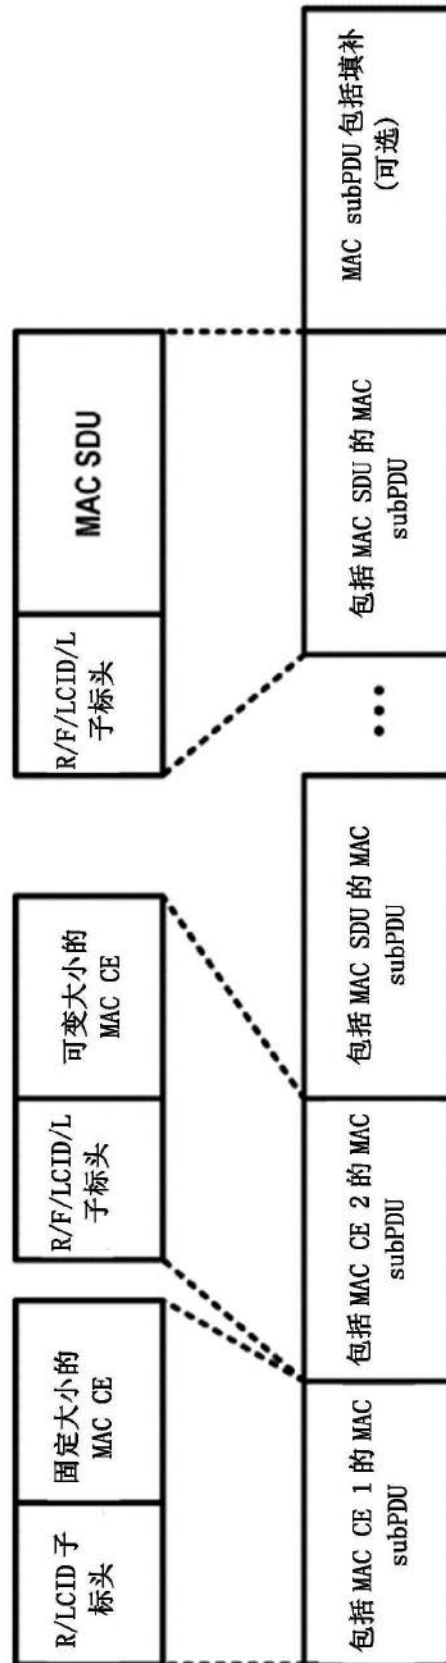 R/LCID 子
标头
固定大小的
MAC CE
R/F/LCID/L
子标头
可变大小的
MAC CE
R/F/LCID/L
子标头
MAC SDU
包括 MAC CE 1 的 MAC
subPDU
包括 MAC CE 2 的 MAC
subPDU
包括 MAC SDU 的 MAC
subPDU
包括 MAC SDU 的 MAC
subPDU
MAC subPDU 包括填补
(可选)